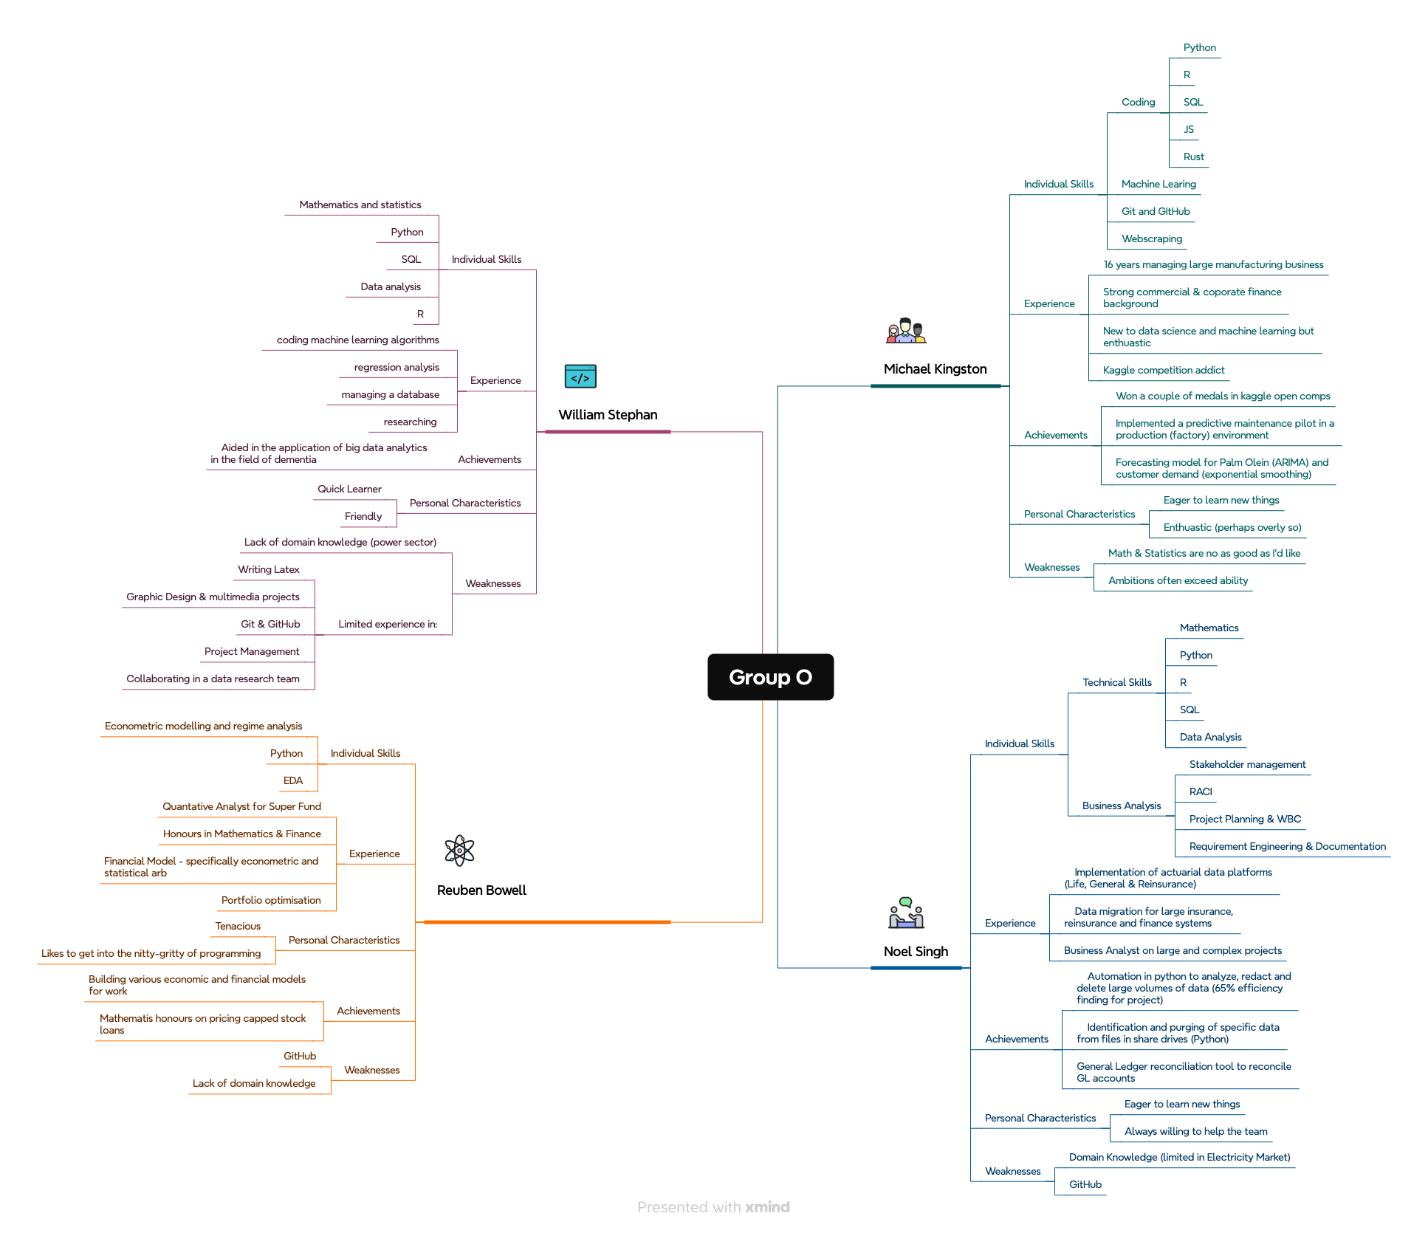 Group O
William Stephan
Individual Skills
Mathematics and statistics
Python
SQL
Data analysis
R
Experience
coding machine learning algorithms
regression analysis
managing a database
researching
Achievements
Aided in the application of big data analytics
in the field of dementia
Personal Characteristics
Quick Learner
Friendly
Weaknesses
Lack of domain knowledge (power sector)
Limited experience in:
Writing Latex
Graphic Design & multimedia projects
Git & GitHub
Project Management
Collaborating in a data research team
Reuben Bowell
Individual Skills
Econometric modelling and regime analysis
Python
EDA
Experience
Quantative Analyst for Super Fund
Honours in Mathematics & Finance
Financial Model - specifically econometric and
statistical arb
Portfolio optimisation
Personal Characteristics
Tenacious
Likes to get into the nitty-gritty of programming
Achievements
Building various economic and financial models
for work
Mathematis honours on pricing capped stock
loans
Weaknesses
GitHub
Lack of domain knowledge
Michael Kingston
Individual Skills
Coding
Python
R
SQL
JS
Rust
Machine Learing
Git and GItHub
Webscraping
Experience
16 years managing large manufacturing business
Strong commercial & coporate finance
background
New to data science and machine learning but
enthuastic
Kaggle competition addict
Achievements
Won a couple of medals in kaggle open comps
Implemented a predictive maintenance pilot in a
production (factory) environment
Forecasting model for Palm Olein (ARIMA) and
customer demand (exponential smoothing)
Personal Characteristics
Eager to learn new things
Enthuastic (perhaps overly so)
Weaknesses
Math & Statistics are no as good as I'd like
Ambitions often exceed ability
Noel Singh
Individual Skills
Technical Skills
Mathematics
Python
R
SQL
Data Analysis
Business Analysis
Stakeholder management
RACI
Project Planning & WBC
Requirement Engineering & Documentation
Experience
Implementation of actuarial data platforms
(Life, General & Reinsurance)
Data migration for large insurance,
reinsurance and finance systems
Business Analyst on large and complex projects
Achievements
Automation in python to analyze, redact and
delete large volumes of data (65% efficiency
finding for project)
Identification and purging of specific data
from files in share drives (Python)
General Ledger reconciliation tool to reconcile
GL accounts
Personal Characteristics
Eager to learn new things
Always willing to help the team
Weaknesses
Domain Knowledge (limited in Electricity Market)
GitHub
Presented with xmind